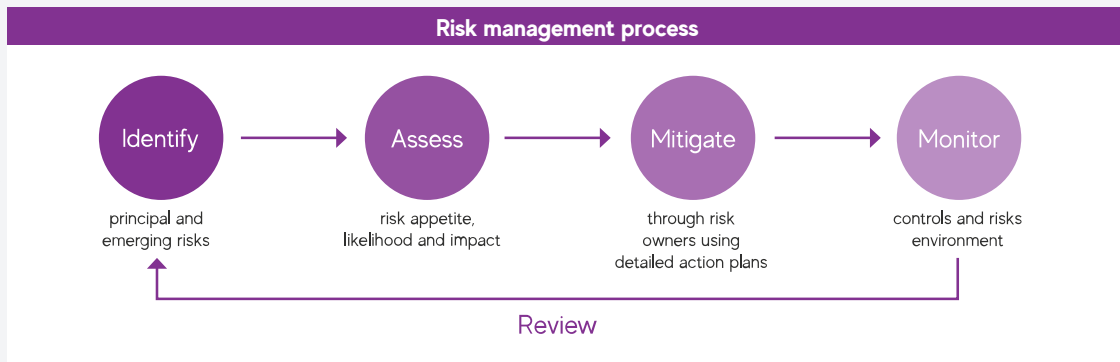 Risk management process
Identify
Assess
Mitigate
Monitor
principal and
emerging risks
risk appetite,
likelihood and impact
through risk
owners using
detailed action plans
controls and risks
environment
Review